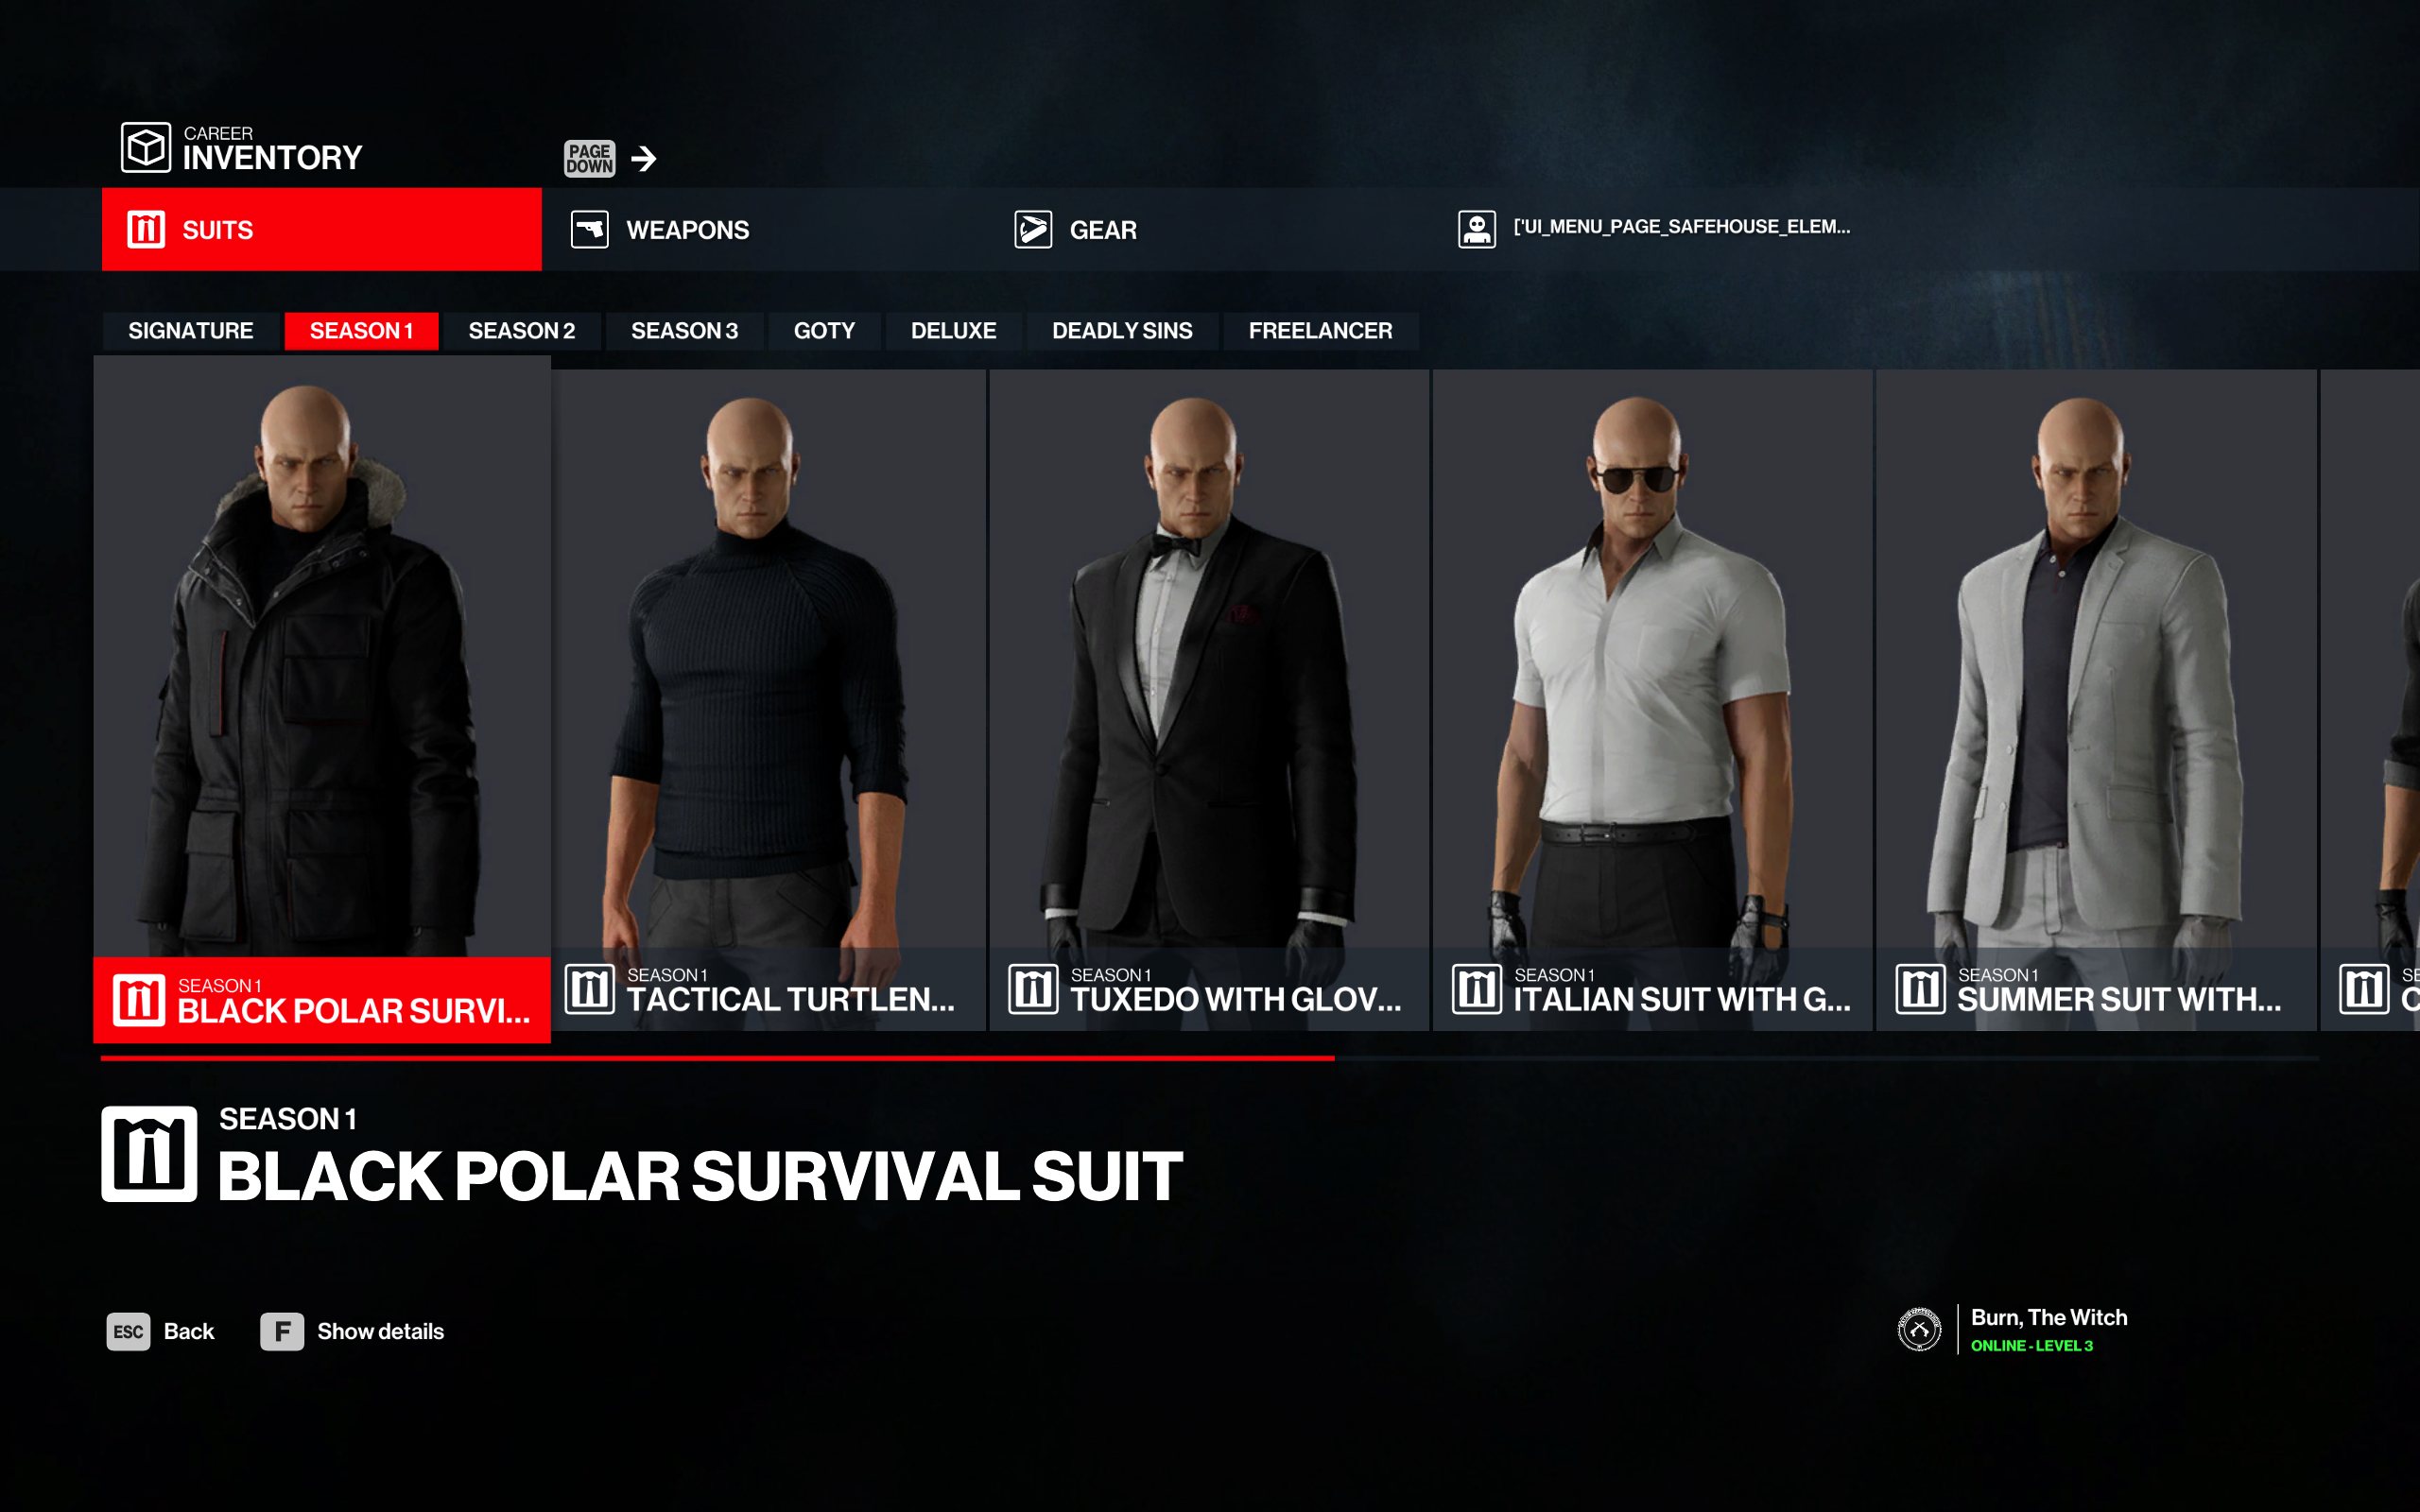 CAREER
INVENTORY
PAGE
DOWN
SUITS
WEAPONS
GEAR
['UI_MENU_PAGE_SAFEHOUSE_ELEM...
SIGNATURE
SEASON 1
SEASON 2
SEASON 3
GOTY
DELUXE
DEADLY SINS
FREELANCER
SEASON 1
BLACK POLAR SURVI...
SEASON 1
TACTICAL TURTLEN...
SEASON 1
TUXEDO WITH GLOV...
SEASON 1
ITALIAN SUIT WITH G...
SEASON 1
SUMMER SUIT WITH...
SEASON 1
BLACK POLAR SURVIVAL SUIT
ESC Back
F Show details
Burn, The Witch
ONLINE - LEVEL 3